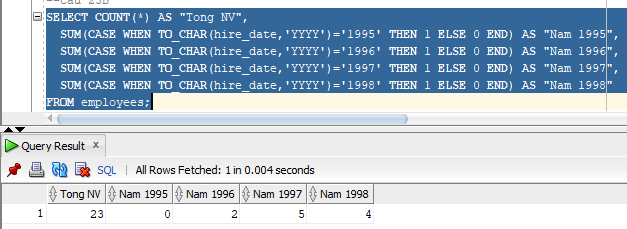 --Cau 23B
SELECT COUNT(*) AS "Tong NV",
SUM(CASE WHEN TO_CHAR(hire_date,'YYYY')='1995' THEN 1 ELSE 0 END) AS "Nam 1995",
SUM(CASE WHEN TO_CHAR(hire_date,'YYYY')='1996' THEN 1 ELSE 0 END) AS "Nam 1996",
SUM(CASE WHEN TO_CHAR(hire_date,'YYYY')='1997' THEN 1 ELSE 0 END) AS "Nam 1997",
SUM(CASE WHEN TO_CHAR(hire_date,'YYYY')='1998' THEN 1 ELSE 0 END) AS "Nam 1998"
FROM employees;
Query Result x
SQL | All Rows Fetched: 1 in 0.004 seconds
Tong NV Nam 1995 Nam 1996 Nam 1997 Nam 1998
1 23 0 2 5 4